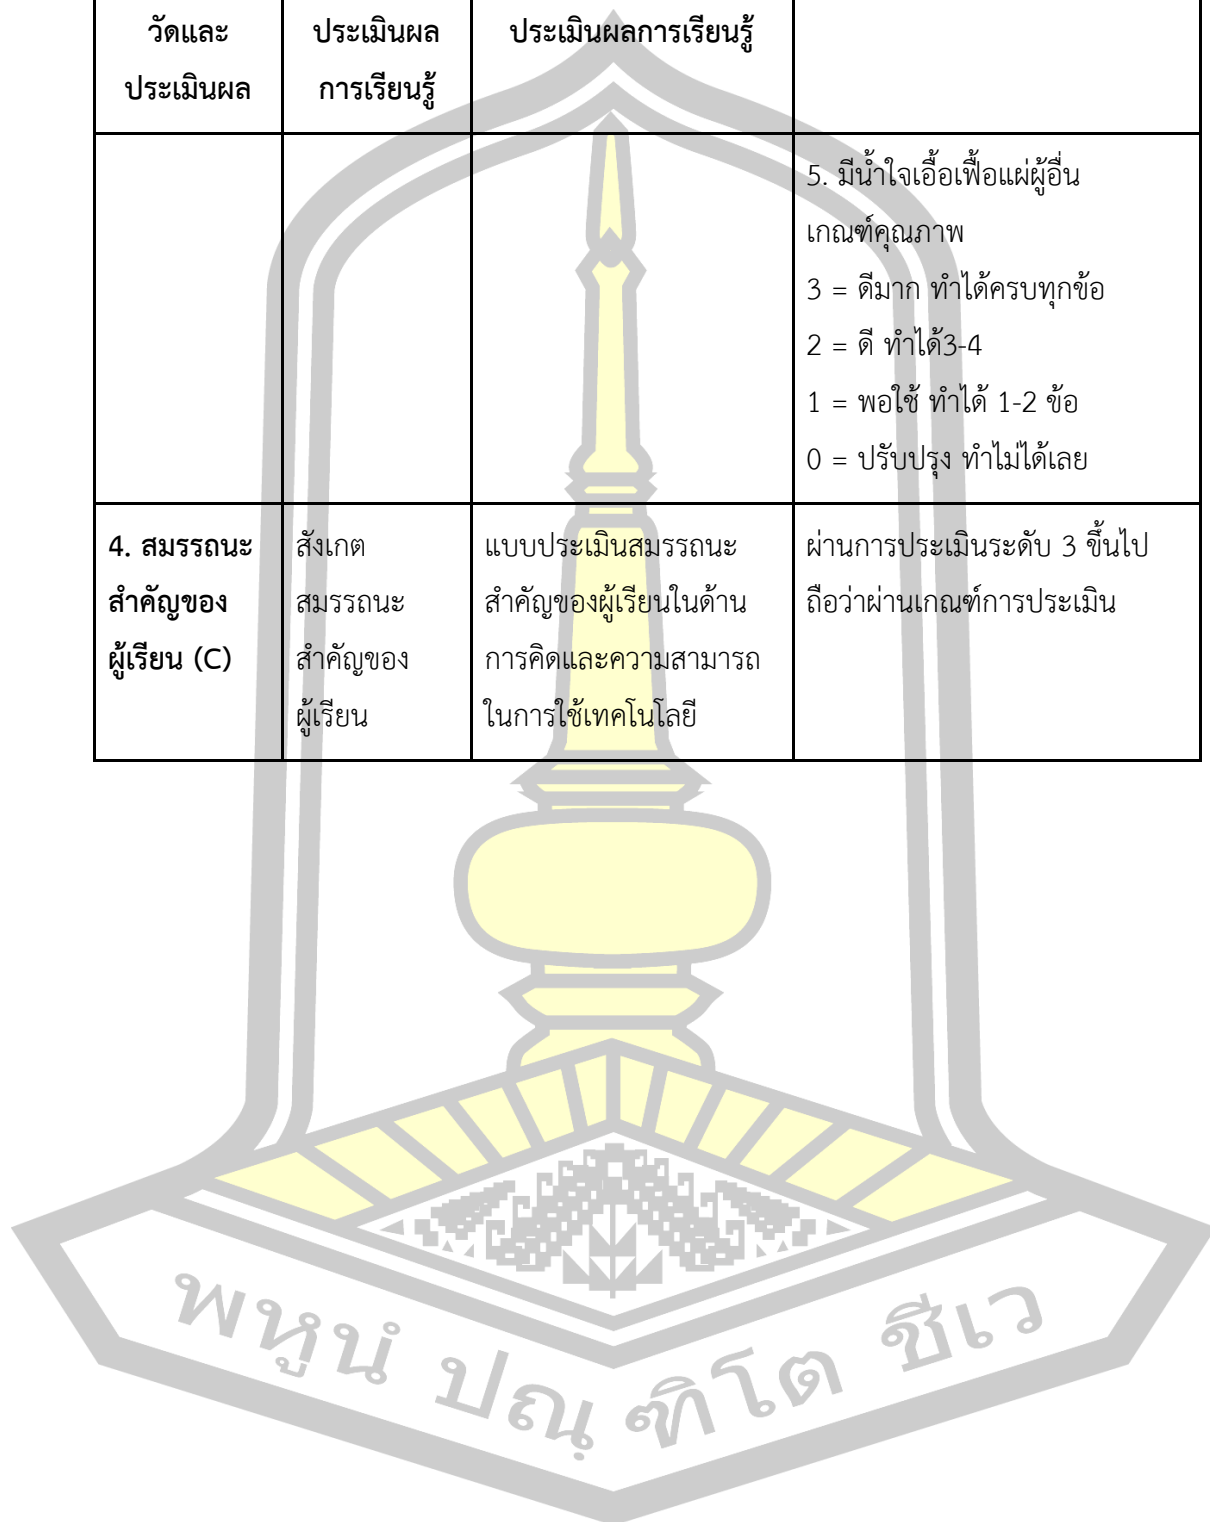 วัดและ
ประเมินผล
ประเมินผล
การเรียนรู้
ประเมินผลการเรียนรู้
5. มีน้ำใจเอื้อเฟื้อแผ่ผู้อื่น
เกณฑ์คุณภาพ
3 = ดีมาก ทำได้ครบทุกข้อ
2 = ดี ทำได้3-4
1 = พอใช้ ทำได้ 1-2 ข้อ
0 = ปรับปรุง ทำไม่ได้เลย
4. สมรรถนะ
สำคัญของ
ผู้เรียน (C)
สังเกต
สมรรถนะ
สำคัญของ
ผู้เรียน
แบบประเมินสมรรถนะ
สำคัญของผู้เรียนในด้าน
การคิดและความสามารถ
ในการใช้เทคโนโลยี
ผ่านการประเมินระดับ 3 ขึ้นไป
ถือว่าผ่านเกณฑ์การประเมิน
พหูนํ ปณฺฑิโต ชีเว